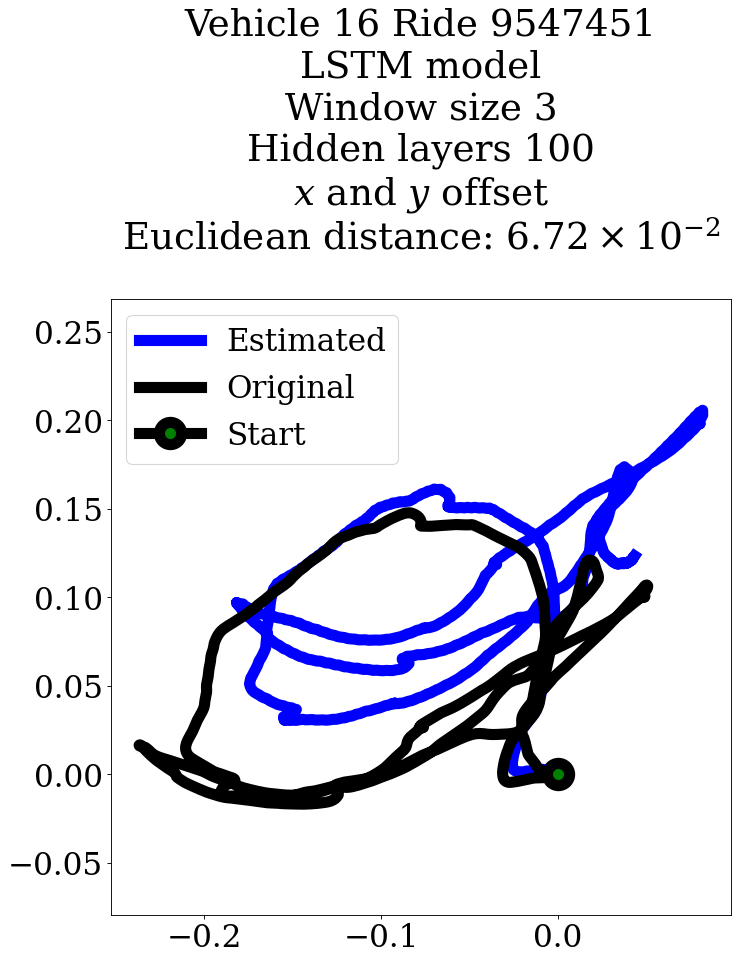 Vehicle 16 Ride 9547451
LSTM model
Window size 3
Hidden layers 100
x and y offset
Euclidean distance: 6.72 × 10⁻²
Estimated
Original
Start
0.25
0.20
0.15
0.10
0.05
0.00
−0.05
−0.2
−0.1
0.0